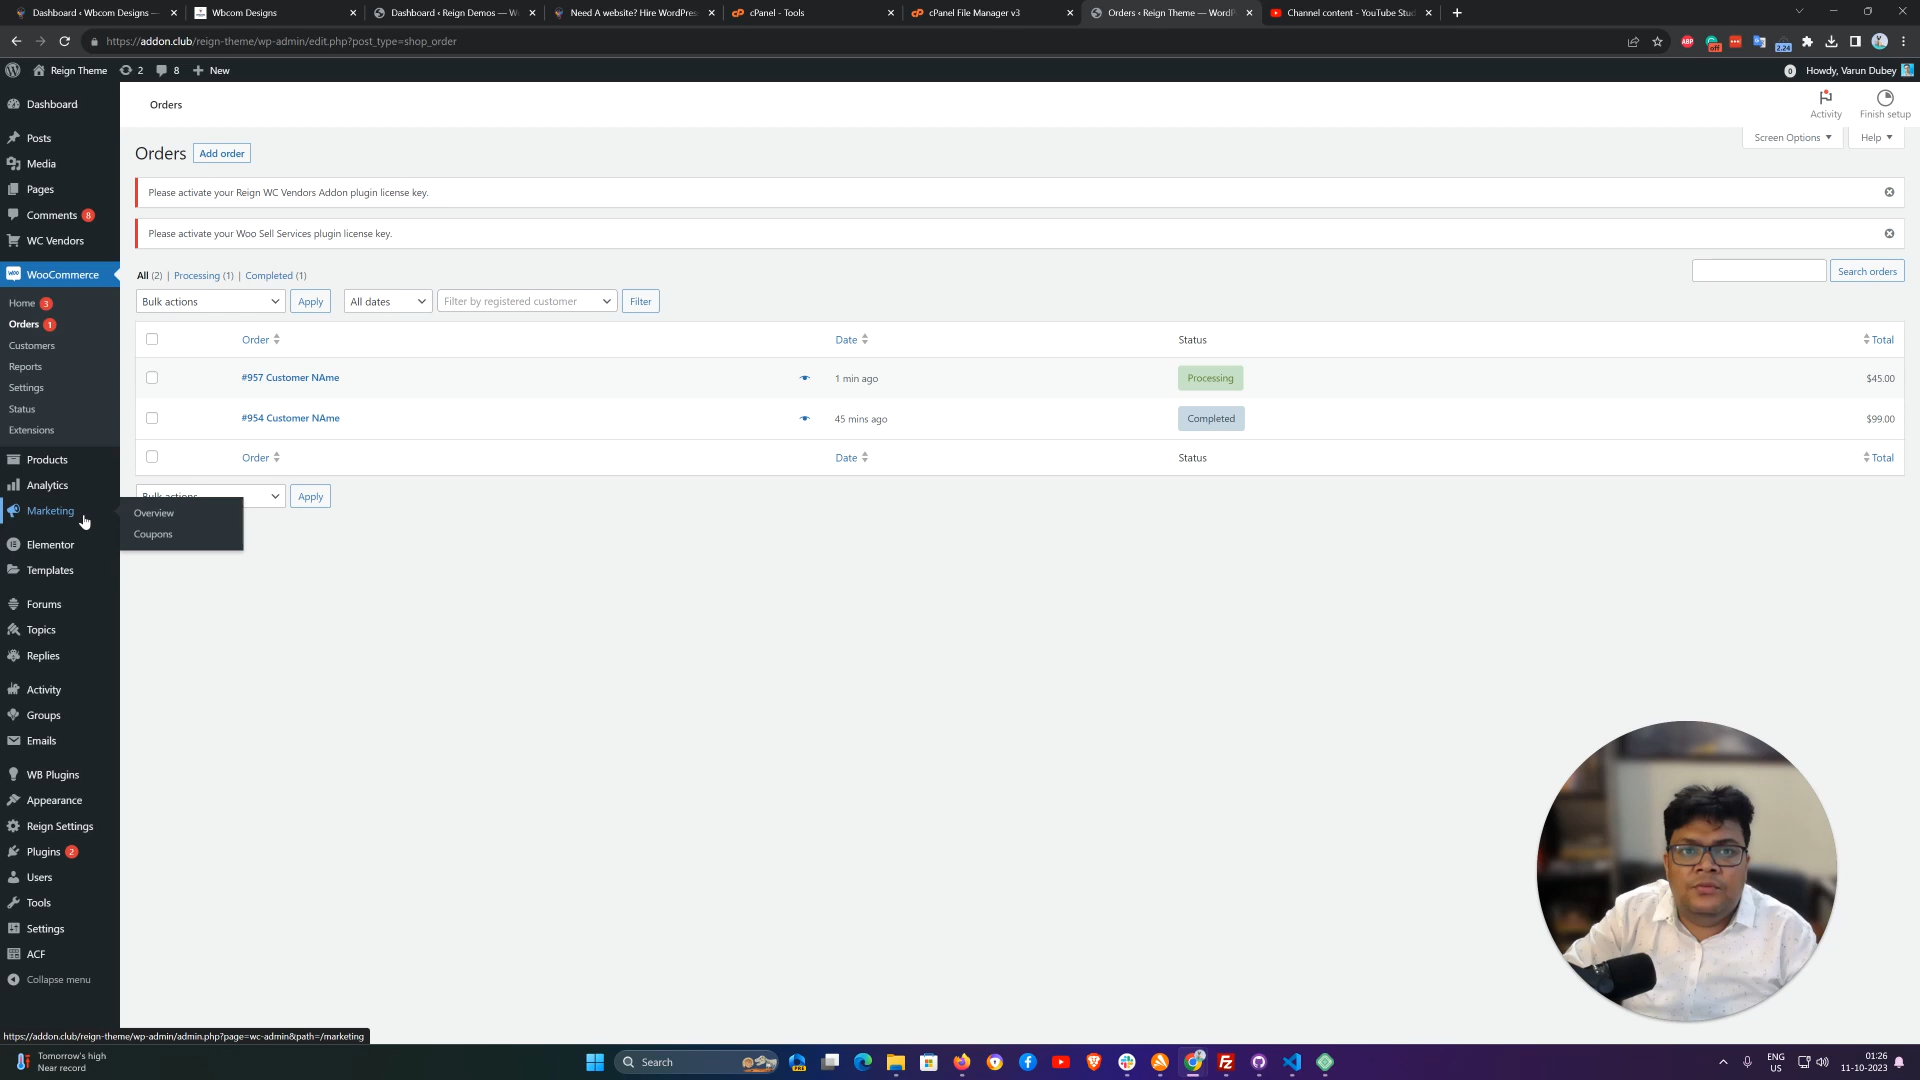 Dashboard ‹ Wbcom Designs —
Wbcom Designs
Dashboard ‹ Reign Demos — W
Need A website? Hire WordPres
cPanel - Tools
cPanel File Manager v3
Orders ‹ Reign Theme — WordP
Channel content - YouTube Stud
https://addon.club/reign-theme/wp-admin/edit.php?post_type=shop_order
ABP
off
2.24
Reign Theme
2
8
New
0
Howdy, Varun Dubey
Dashboard
Posts
Media
Pages
Comments 8
WC Vendors
WooCommerce
Home 3
Orders 1
Customers
Reports
Settings
Status
Extensions
Products
Analytics
Marketing
Overview
Coupons
Elementor
Templates
Forums
Topics
Replies
Activity
Groups
Emails
WB Plugins
Appearance
Reign Settings
Plugins 2
Users
Tools
Settings
ACF
Collapse menu
Orders
Activity
Finish setup
Screen Options
Help
Orders
Add order
Please activate your Reign WC Vendors Addon plugin license key.
Please activate your Woo Sell Services plugin license key.
All (2) | Processing (1) | Completed (1)
Search orders
Bulk actions
Apply
All dates
Filter by registered customer
Filter
Order
Date
Status
Total
#957 Customer NAme
1 min ago
Processing
$45.00
#954 Customer NAme
45 mins ago
Completed
$99.00
Order
Date
Status
Total
Bulk actions
Apply
https://addon.club/reign-theme/wp-admin/admin.php?page=wc-admin&path=/marketing
Tomorrow's high
Near record
Search
ENG
US
01:26
11-10-2023